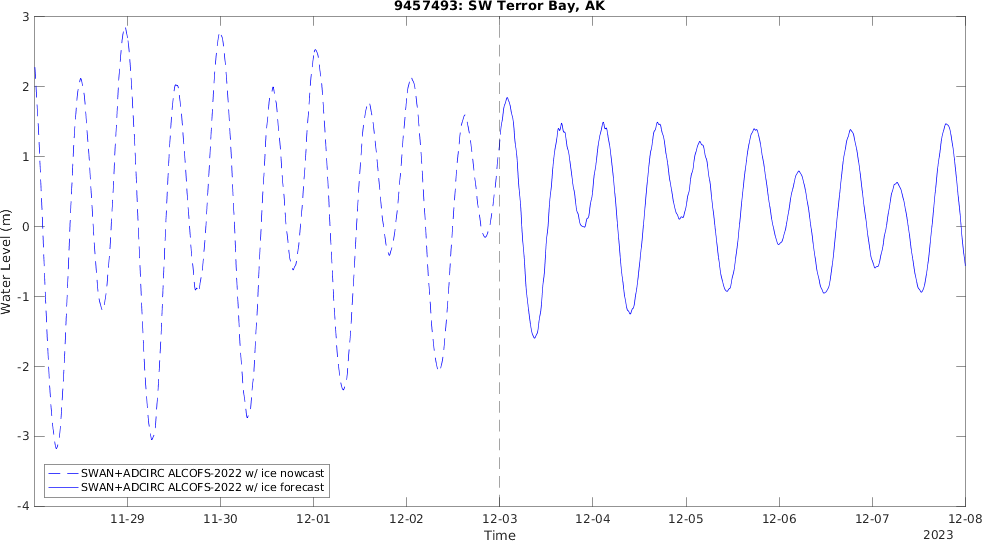 9457493: SW Terror Bay, AK
3
2
1
0
-1
-2
-3
-4
Water Level (m)
SWAN+ADCIRC ALCOFS-2022 w/ ice nowcast
SWAN+ADCIRC ALCOFS-2022 w/ ice forecast
11-29 11-30 12-01 12-02 12-03 12-04 12-05 12-06 12-07 12-08
Time
2023